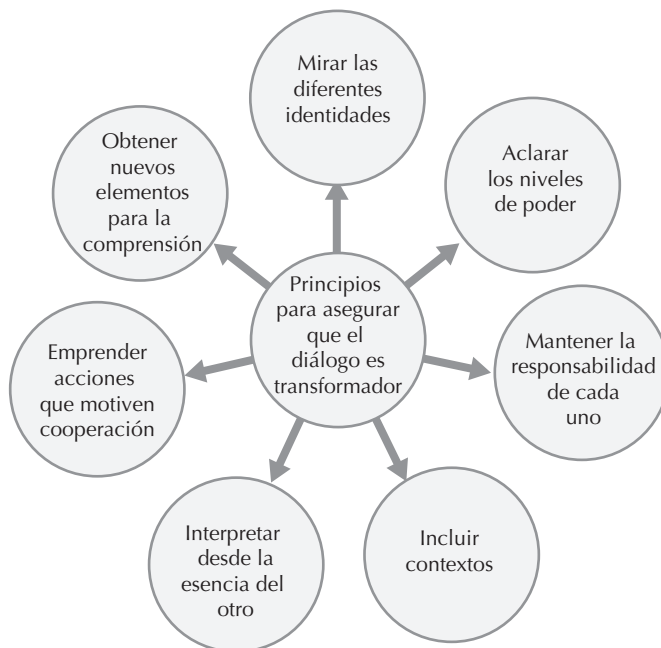 Mirar las
diferentes
identidades
Aclarar
los niveles
de poder
Mantener la
responsabilidad
de cada
uno
Incluir
contextos
Interpretar
desde la
esencia del
otro
Emprender
acciones
que motiven
cooperación
Obtener
nuevos
elementos
para la
comprensión
Principios
para asegurar
que el
diálogo es
transformador